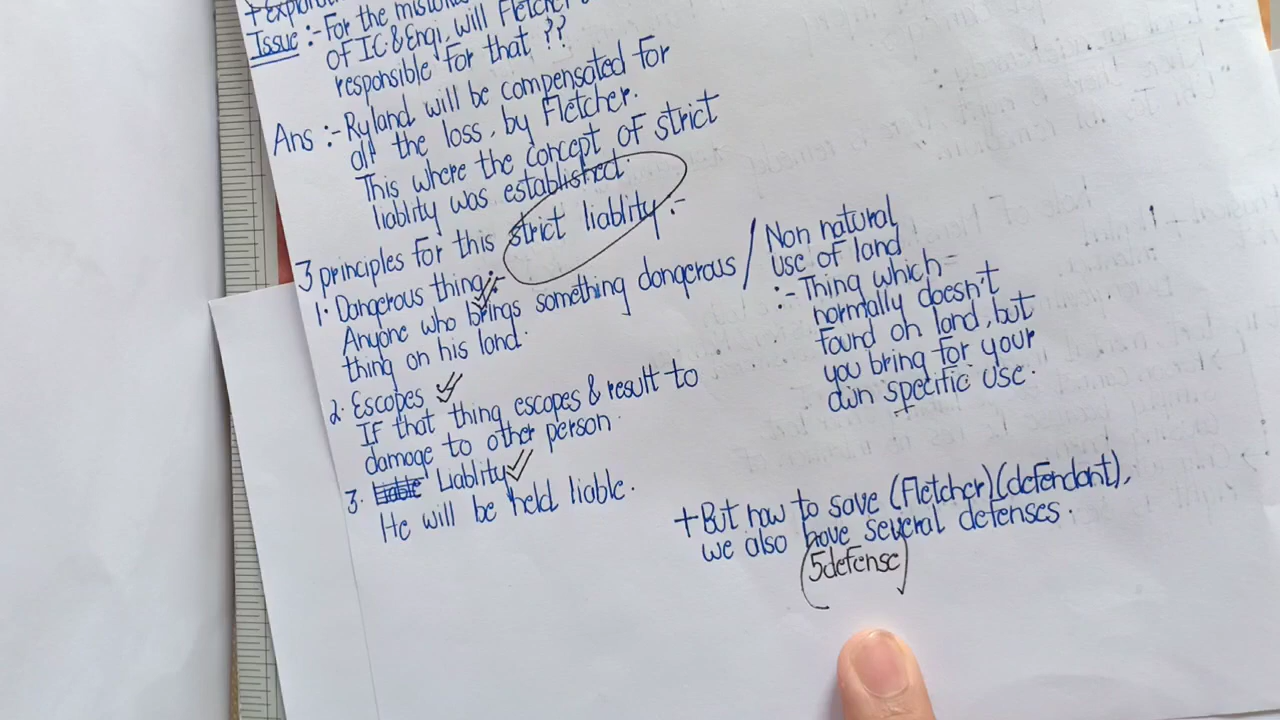 Issue :- For the
of IC & Engi, will Fletcher
responsible for that ??
Ans :- Ryland will be compensated for
all the loss, by Fletcher.
This where the concept of strict
liablity was established
3 principles for this strict liablity :-
1. Dangerous thing :-
Anyone who brings something dangerous
thing on his land.
/ Non natural
use of land
:- Thing which
normally doesn't
found on land, but
you bring for your
own specific use.
2. Escapes
If that thing escapes & result to
damage to other person.
3. Liablity
He will be held liable.
+ But how to save (Fletcher) (defendant),
we also have several defenses.
(5defense)